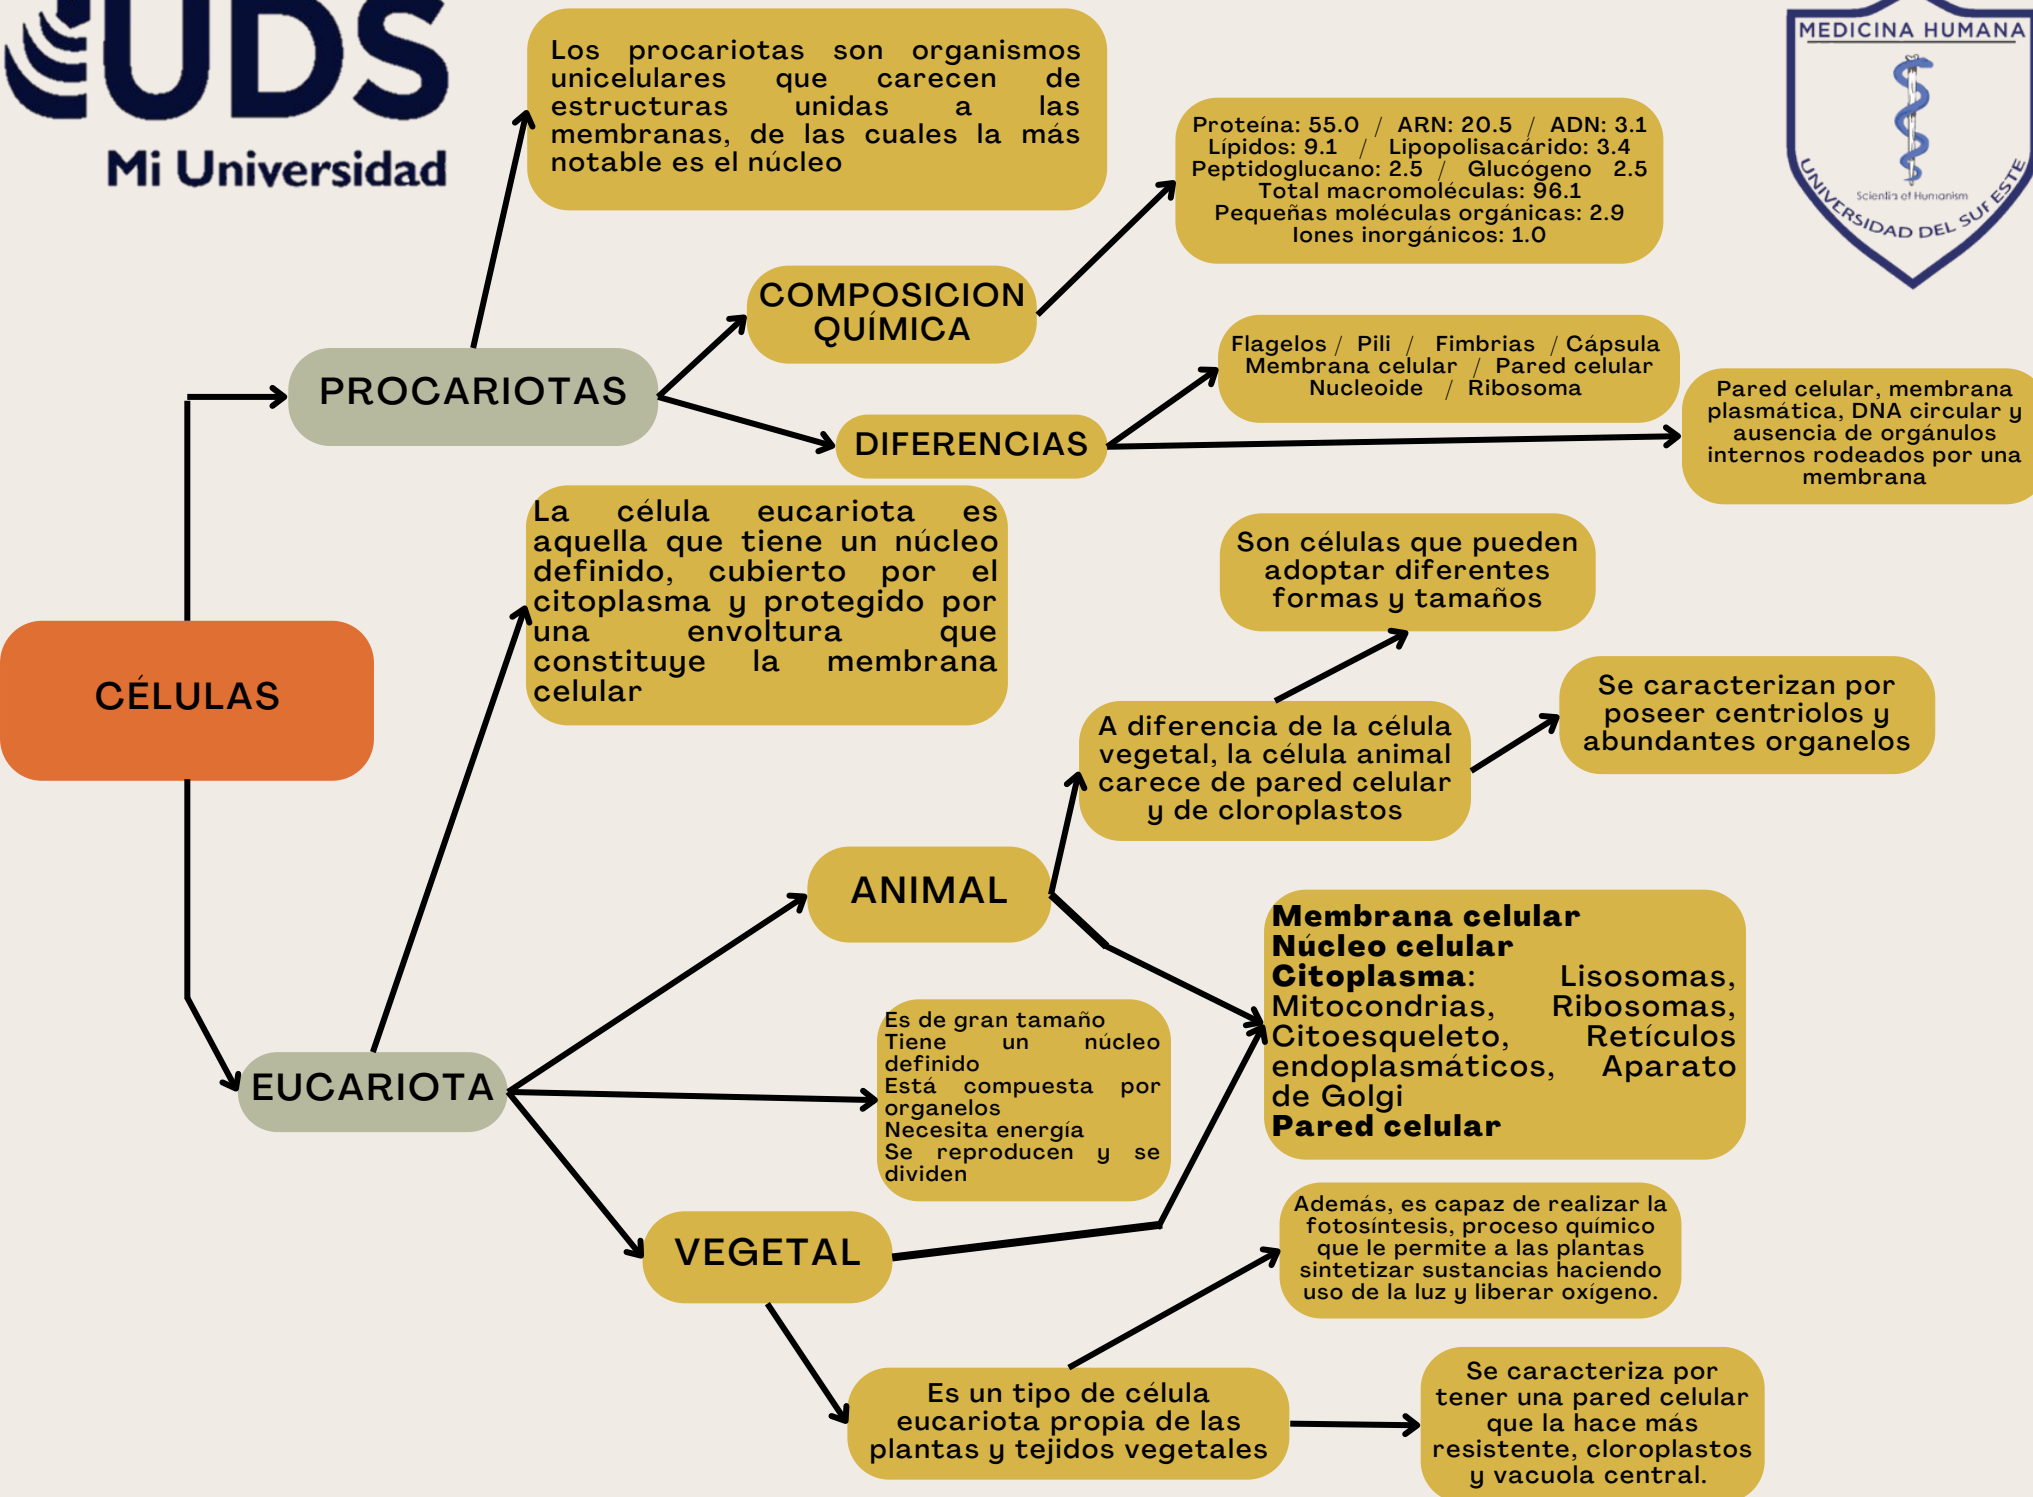 UDS
Mi Universidad
MEDICINA HUMANA
Scientia et Humanism
UNIVERSIDAD DEL SURESTE
Los procariotas son organismos
unicelulares que carecen de
estructuras unidas a las
membranas, de las cuales la más
notable es el núcleo
Proteína: 55.0 / ARN: 20.5 / ADN: 3.1
Lípidos: 9.1 / Lipopolisacárido: 3.4
Peptidoglucano: 2.5 / Glucógeno 2.5
Total macromoléculas: 96.1
Pequeñas moléculas orgánicas: 2.9
Iones inorgánicos: 1.0
COMPOSICION
QUÍMICA
PROCARIOTAS
DIFERENCIAS
Flagelos / Pili / Fimbrias / Cápsula
Membrana celular / Pared celular
Nucleoide / Ribosoma
Pared celular, membrana
plasmática, DNA circular y
ausencia de orgánulos
internos rodeados por una
membrana
CÉLULAS
La célula eucariota es
aquella que tiene un núcleo
definido, cubierto por el
citoplasma y protegido por
una envoltura que
constituye la membrana
celular
Son células que pueden
adoptar diferentes
formas y tamaños
A diferencia de la célula
vegetal, la célula animal
carece de pared celular
y de cloroplastos
Se caracterizan por
poseer centriolos y
abundantes organelos
ANIMAL
Membrana celular
Núcleo celular
Citoplasma: Lisosomas,
Mitocondrias, Ribosomas,
Citoesqueleto, Retículos
endoplasmáticos, Aparato
de Golgi
Pared celular
EUCARIOTA
Es de gran tamaño
Tiene un núcleo
definido
Está compuesta por
organelos
Necesita energía
Se reproducen y se
dividen
VEGETAL
Además, es capaz de realizar la
fotosíntesis, proceso químico
que le permite a las plantas
sintetizar sustancias haciendo
uso de la luz y liberar oxígeno.
Es un tipo de célula
eucariota propia de las
plantas y tejidos vegetales
Se caracteriza por
tener una pared celular
que la hace más
resistente, cloroplastos
y vacuola central.